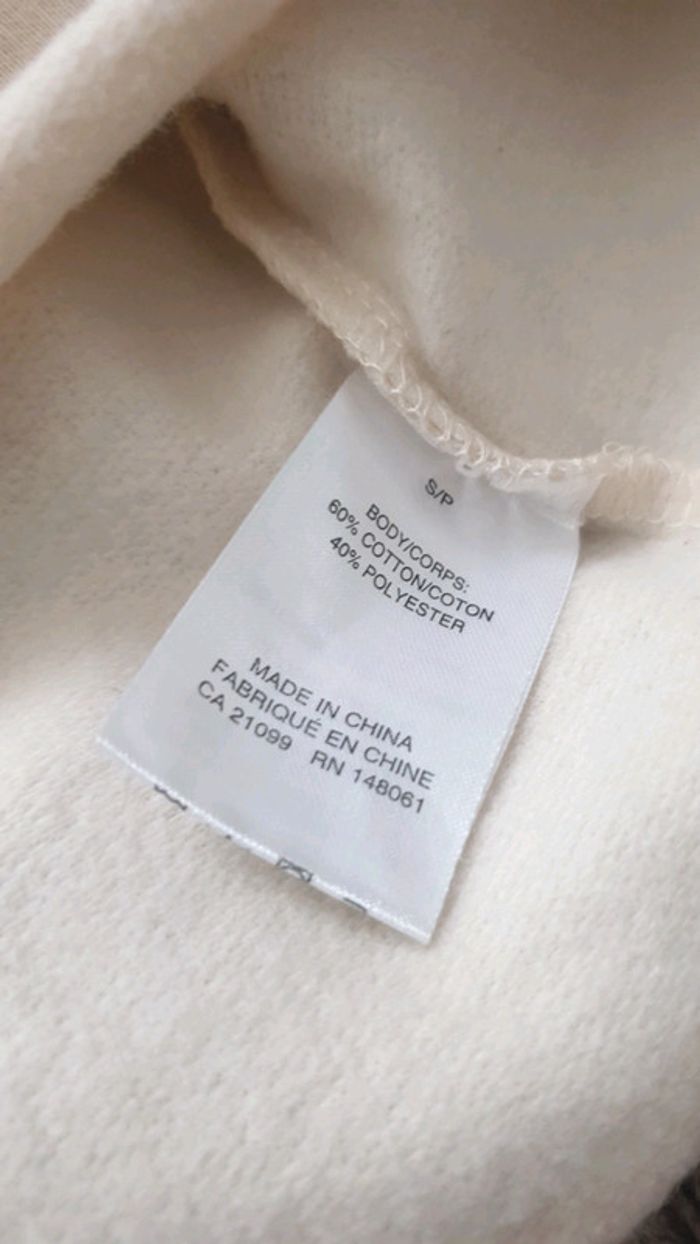 S/P
BODY/CORPS:
60% COTTON/COTON
40% POLYESTER
MADE IN CHINA
FABRIQUÉ EN CHINE
CA 21099 RN 148061